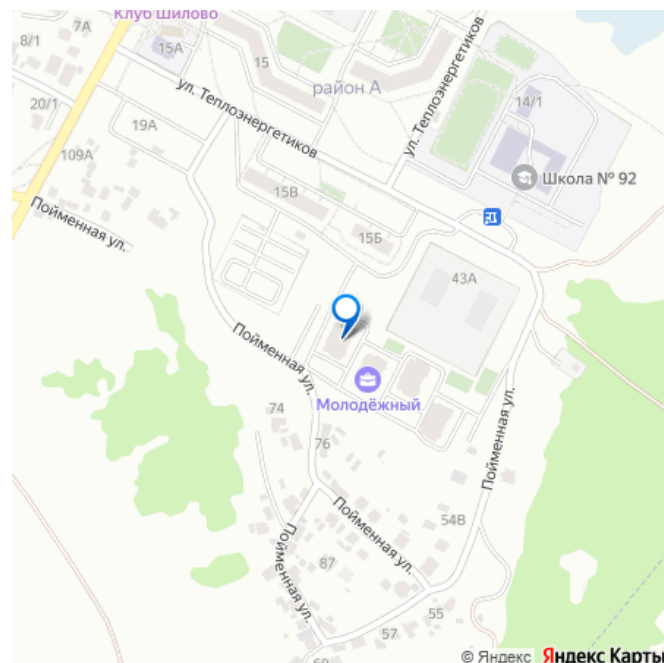 Клуб Шилово
7А
8/1
15А
15
район А
ул. Теплоэнергетиков
ул. Теплоэнергетиков
14/1
20/1
19А
109А
Школа № 92
15В
Пойменная ул.
15Б
43А
Пойменная ул.
Молодёжный
74
76
Пойменная ул.
54В
Пойменная ул.
Пойменная ул.
87
55
57
© Яндекс Яндекс Карты